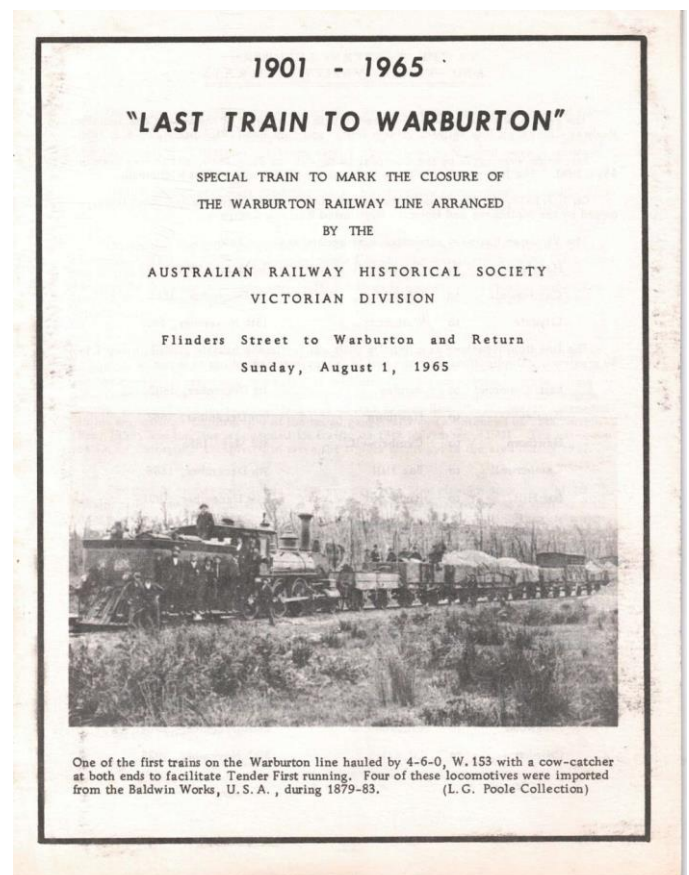 1901 - 1965
"LAST TRAIN TO WARBURTON"
SPECIAL TRAIN TO MARK THE CLOSURE OF
THE WARBURTON RAILWAY LINE ARRANGED
BY THE
AUSTRALIAN RAILWAY HISTORICAL SOCIETY
VICTORIAN DIVISION
Flinders Street to Warburton and Return
Sunday, August 1, 1965
One of the first trains on the Warburton line hauled by 4-6-0, W.153 with a cow-catcher
at both ends to facilitate Tender First running. Four of these locomotives were imported
from the Baldwin Works, U.S.A., during 1879-83. (L.G. Poole Collection)